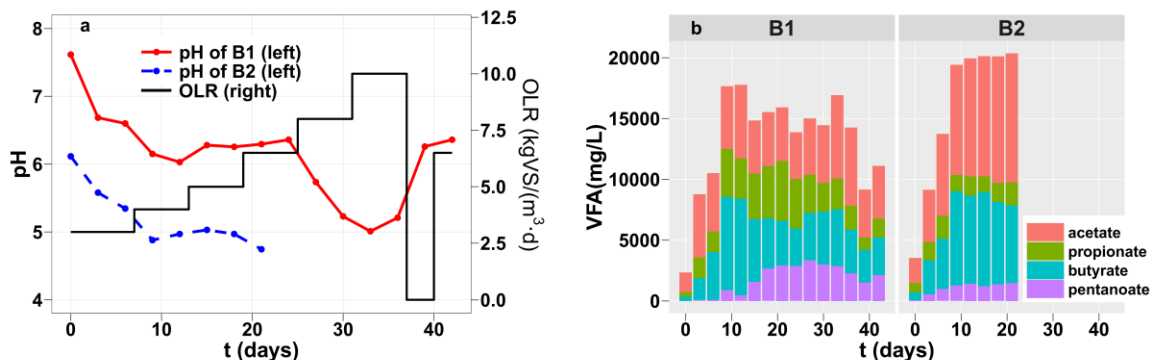 a
pH of B1 (left)
pH of B2 (left)
OLR (right)
8
7
6
5
4
pH
12.5
10.0
7.5
5.0
2.5
0.0
OLR (kgVS/(m³·d)
0
10
20
30
40
t (days)
b
B1
B2
20000
15000
10000
5000
0
VFA(mg/L)
acetate
propionate
butyrate
pentanoate
0 10 20 30 40
0 10 20 30 40
t (days)